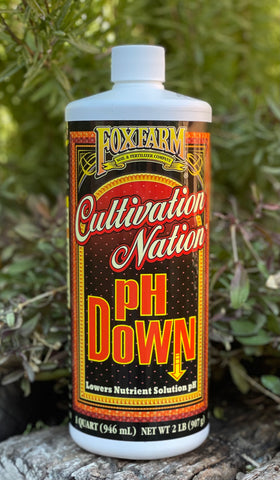 FOXFARM
SOIL & FERTILIZER COMPANY
Cultivation
Nation
pH
DOWN
Lowers Nutrient Solution pH
1 QUART (946 mL) NET WT 2 LB (907 g)